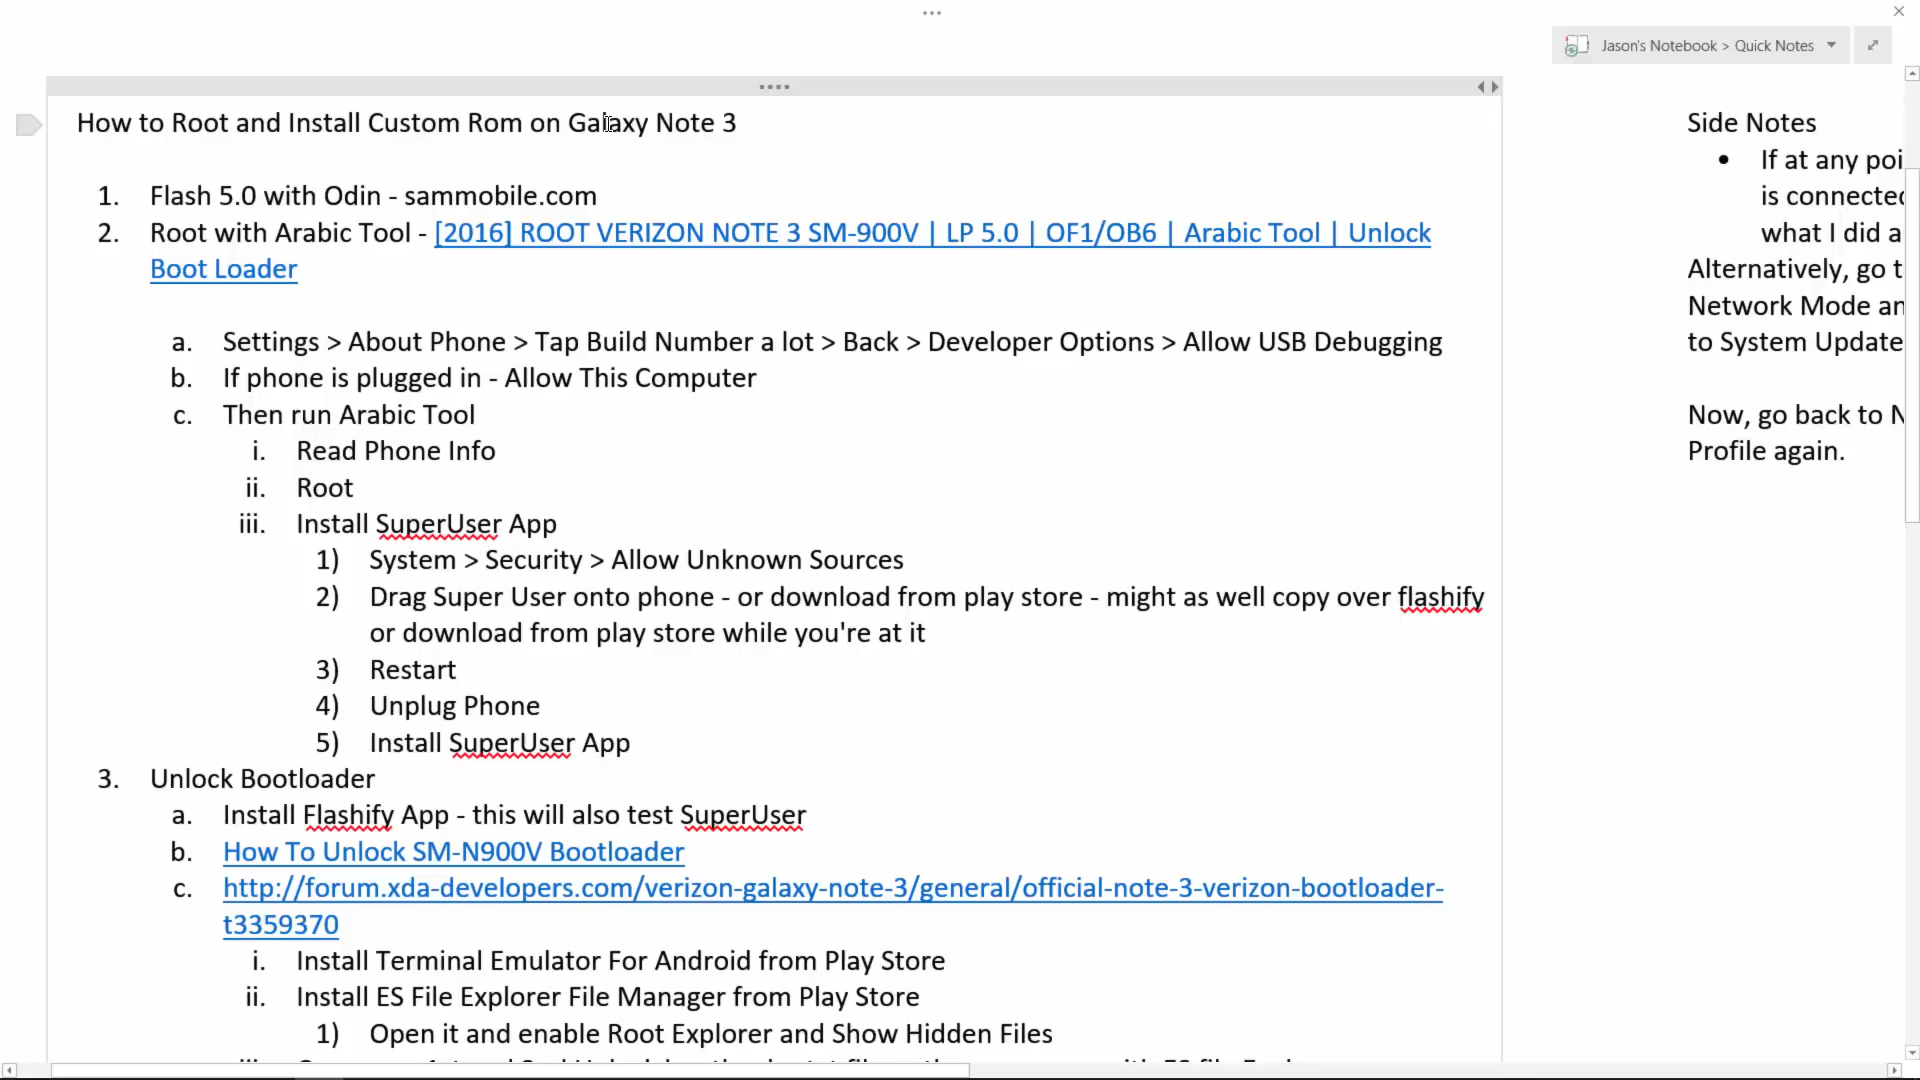 Jason's Notebook > Quick Notes
How to Root and Install Custom Rom on Galaxy Note 3
1. Flash 5.0 with Odin - sammobile.com
2. Root with Arabic Tool - [2016] ROOT VERIZON NOTE 3 SM-900V | LP 5.0 | OF1/OB6 | Arabic Tool | Unlock
Boot Loader
a. Settings > About Phone > Tap Build Number a lot > Back > Developer Options > Allow USB Debugging
b. If phone is plugged in - Allow This Computer
c. Then run Arabic Tool
i. Read Phone Info
ii. Root
iii. Install SuperUser App
1) System > Security > Allow Unknown Sources
2) Drag Super User onto phone - or download from play store - might as well copy over flashify
or download from play store while you're at it
3) Restart
4) Unplug Phone
5) Install SuperUser App
3. Unlock Bootloader
a. Install Flashify App - this will also test SuperUser
b. How To Unlock SM-N900V Bootloader
c. http://forum.xda-developers.com/verizon-galaxy-note-3/general/official-note-3-verizon-bootloader-
t3359370
i. Install Terminal Emulator For Android from Play Store
ii. Install ES File Explorer File Manager from Play Store
1) Open it and enable Root Explorer and Show Hidden Files
Side Notes
• If at any poi
is connected
what I did a
Alternatively, go t
Network Mode an
to System Update
Now, go back to N
Profile again.